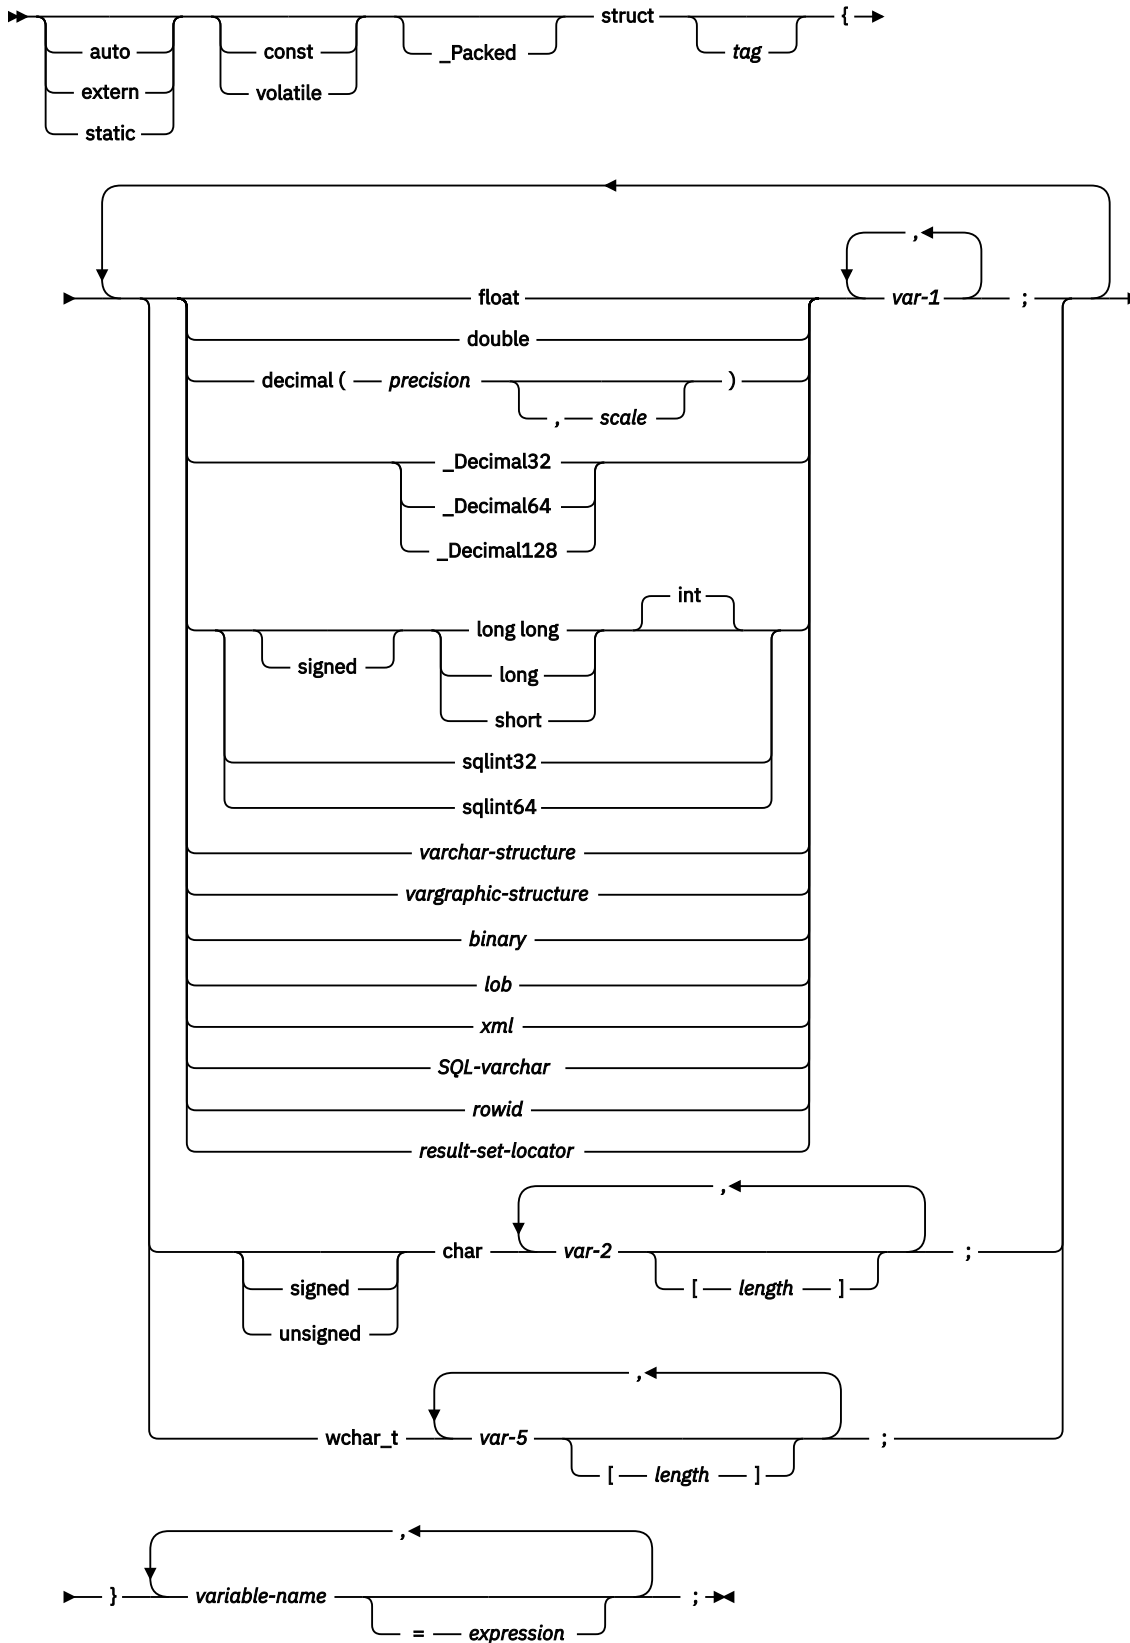 struct {
auto const _Packed tag
extern volatile
static
,
float var-1 ;
double
decimal ( precision )
, scale
_Decimal32
_Decimal64
_Decimal128
int
long long
signed long
short
sqlint32
sqlint64
varchar-structure
vargraphic-structure
binary
lob
xml
SQL-varchar
rowid
result-set-locator
,
char var-2 ;
signed [ length ]
unsigned
,
wchar_t var-5 ;
[ length ]
,
} variable-name ;
= expression